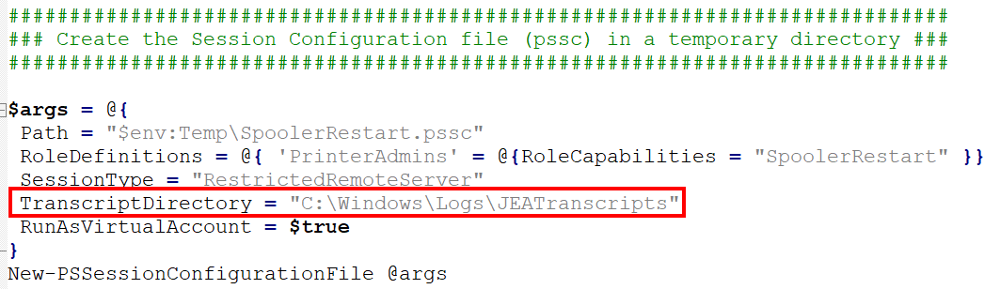 ################################################################################
### Create the Session Configuration file (pssc) in a temporary directory ###
################################################################################
$args = @{
Path = "$env:Temp\SpoolerRestart.pssc"
RoleDefinitions = @{ 'PrinterAdmins' = @{RoleCapabilities = "SpoolerRestart" }}
SessionType = "RestrictedRemoteServer"
TranscriptDirectory = "C:\Windows\Logs\JEATranscripts"
RunAsVirtualAccount = $true
}
New-PSSessionConfigurationFile @args